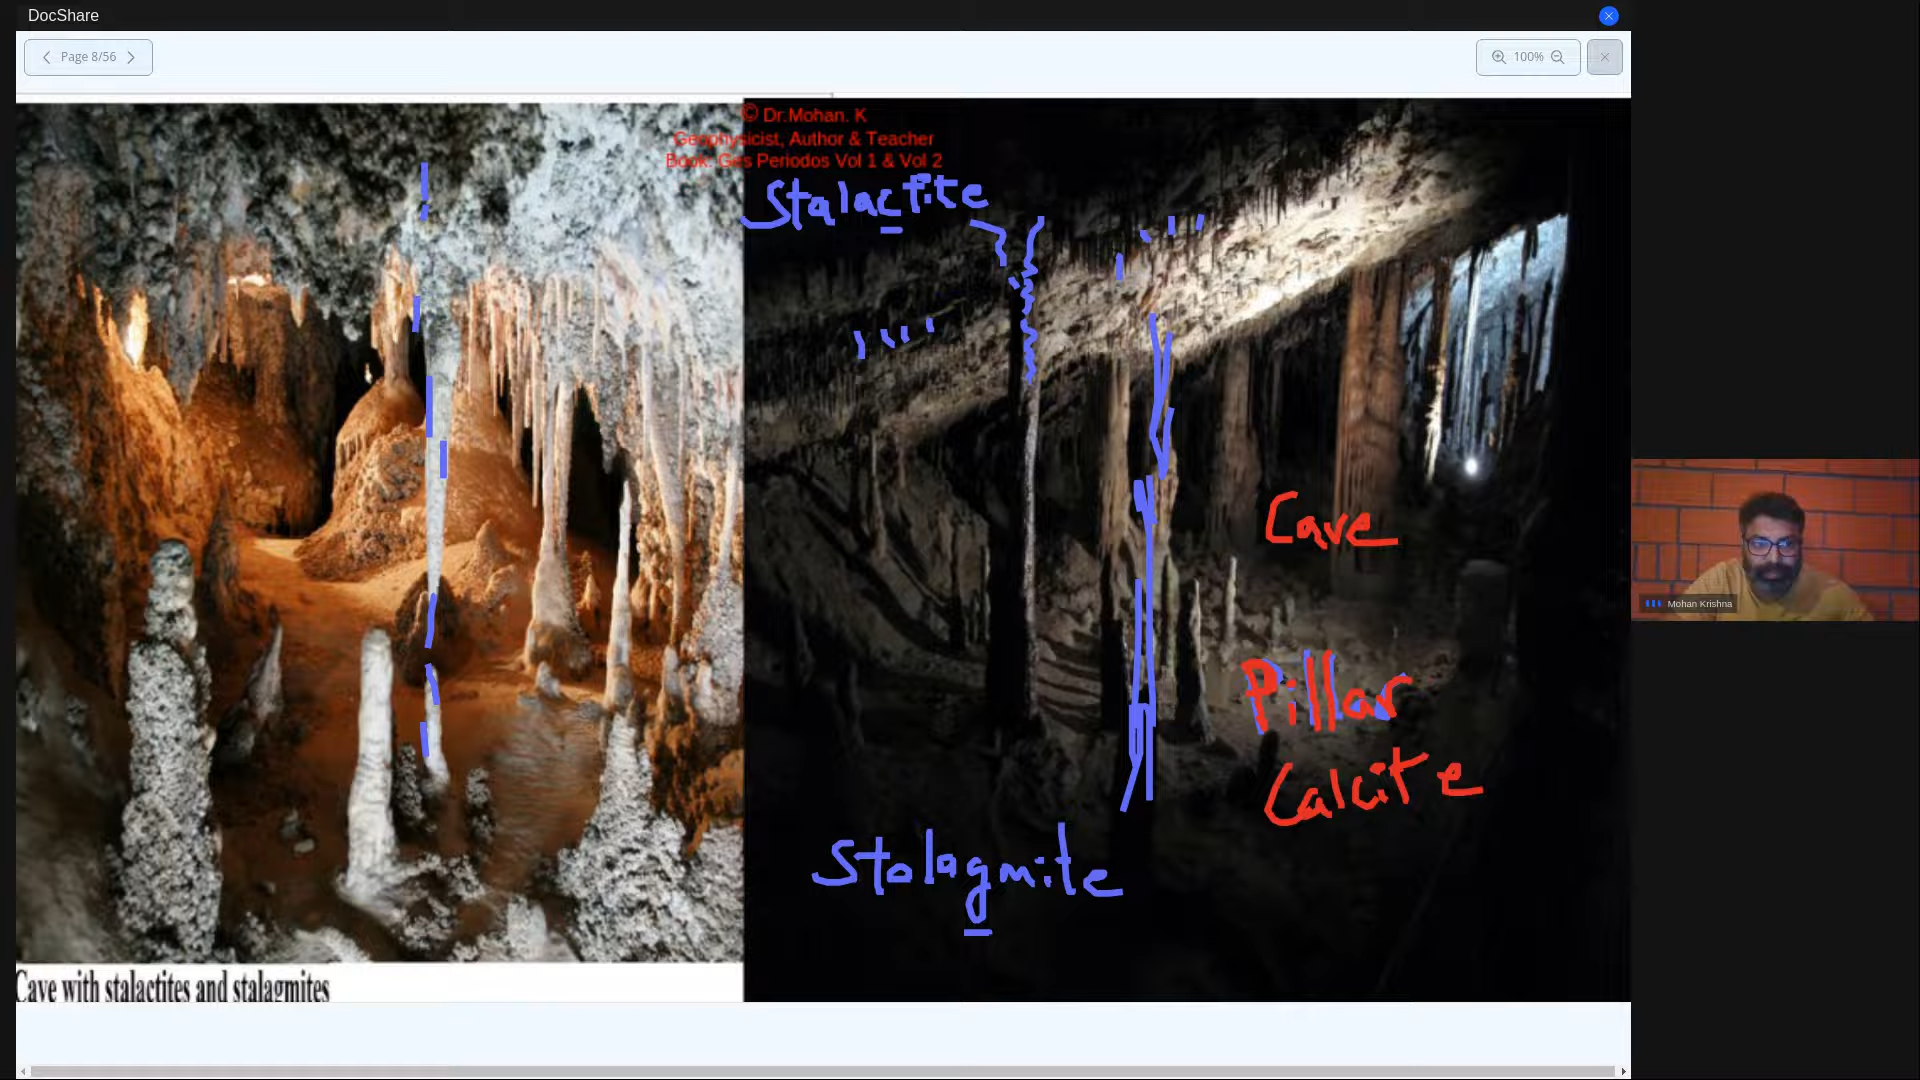 DocShare
Page 8/56
100%
© Dr.Mohan. K
Geophysicist, Author & Teacher
Book: Ges Periodos Vol 1 & Vol 2
Stalactite
Cave
Pillar
Calcite
Stalagmite
Cave with stalactites and stalagmites
Mohan Krishna